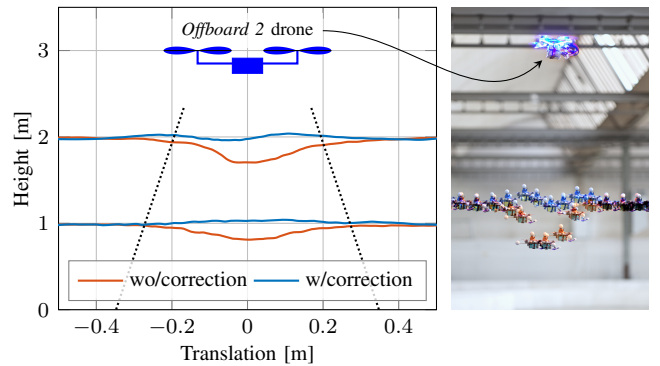 Offboard 2 drone
3
2
1
0
Height [m]
wo/correction
w/correction
−0.4
−0.2
0
0.2
0.4
Translation [m]